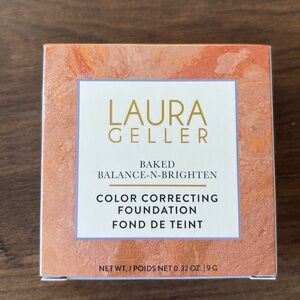 LAURA
GELLER
BAKED
BALANCE-N-BRIGHTEN
COLOR CORRECTING
FOUNDATION
FOND DE TEINT
NET WT. / POIDS NET 0.32 OZ. | 9 G